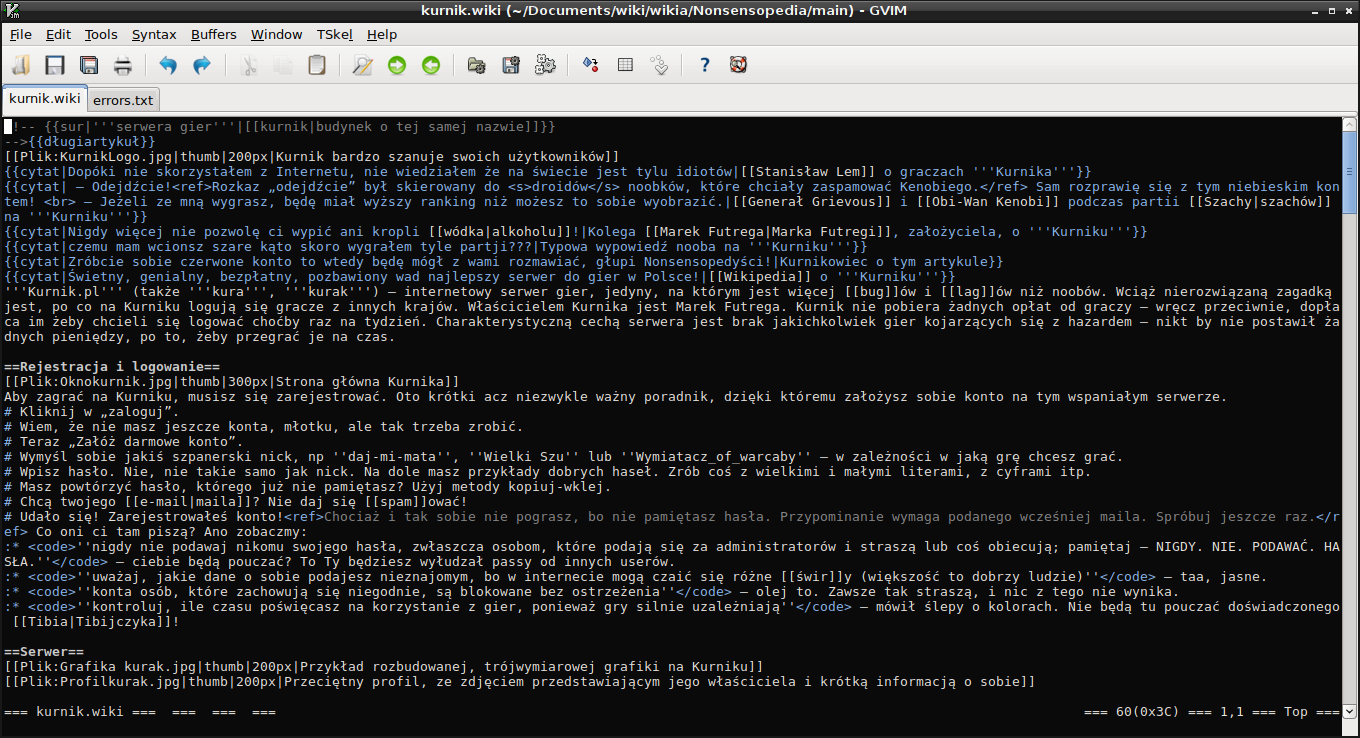 kurnik.wiki (~/Documents/wiki/wikia/Nonsensopedia/main) - GVIM
File Edit Tools Syntax Buffers Window TSkel Help
kurnik.wiki errors.txt
<!-- {{sur|'''serwera gier'''|[[kurnik|budynek o tej samej nazwie]]}}
-->{{długiartykuł}}
[[Plik:KurnikLogo.jpg|thumb|200px|Kurnik bardzo szanuje swoich użytkowników]]
{{cytat|Dopóki nie skorzystałem z Internetu, nie wiedziałem że na świecie jest tylu idiotów|[[Stanisław Lem]] o graczach '''Kurnika'''}}
{{cytat| – Odejdźcie!<ref>Rozkaz „odejdźcie” był skierowany do <s>droidów</s> noobków, które chciały zaspamować Kenobiego.</ref> Sam rozprawię się z tym niebieskim kon
tem! <br> – Jeżeli ze mną wygrasz, będę miał wyższy ranking niż możesz to sobie wyobrazić.|[[Generał Grievous]] i [[Obi-Wan Kenobi]] podczas partii [[Szachy|szachów]]
na '''Kurniku'''}}
{{cytat|Nigdy więcej nie pozwolę ci wypić ani kropli [[wódka|alkoholu]]!|Kolega [[Marek Futrega|Marka Futregi]], założyciela, o '''Kurniku'''}}
{{cytat|czemu mam wcionsz szare kąto skoro wygrałem tyle partji???|Typowa wypowiedź nooba na '''Kurniku'''}}
{{cytat|Zróbcie sobie czerwone konto to wtedy będę mógł z wami rozmawiać, głupi Nonsensopedyści!|Kurnikowiec o tym artykule}}
{{cytat|Świetny, genialny, bezpłatny, pozbawiony wad najlepszy serwer do gier w Polsce!|[[Wikipedia]] o '''Kurniku'''}}
'''Kurnik.pl''' (także '''kura''', '''kurak''') – internetowy serwer gier, jedyny, na którym jest więcej [[bug]]ów i [[lag]]ów niż noobów. Wciąż nierozwiązaną zagadką
jest, po co na Kurniku logują się gracze z innych krajów. Właścicielem Kurnika jest Marek Futrega. Kurnik nie pobiera żadnych opłat od graczy – wręcz przeciwnie, dopła
ca im żeby chcieli się logować choćby raz na tydzień. Charakterystyczną cechą serwera jest brak jakichkolwiek gier kojarzących się z hazardem – nikt by nie postawił ża
dnych pieniędzy, po to, żeby przegrać je na czas.
==Rejestracja i logowanie==
[[Plik:Oknokurnik.jpg|thumb|300px|Strona główna Kurnika]]
Aby zagrać na Kurniku, musisz się zarejestrować. Oto krótki acz niezwykle ważny poradnik, dzięki któremu założysz sobie konto na tym wspaniałym serwerze.
# Kliknij w „zaloguj”.
# Wiem, że nie masz jeszcze konta, młotku, ale tak trzeba zrobić.
# Teraz „Załóż darmowe konto”.
# Wymyśl sobie jakiś szpanerski nick, np ''daj-mi-mata'', ''Wielki Szu'' lub ''Wymiatacz_of_warcaby'' – w zależności w jaką grę chcesz grać.
# Wpisz hasło. Nie, nie takie samo jak nick. Na dole masz przykłady dobrych haseł. Zrób coś z wielkimi i małymi literami, z cyframi itp.
# Masz powtórzyć hasło, którego już nie pamiętasz? Użyj metody kopiuj-wklej.
# Chcą twojego [[e-mail|maila]]? Nie daj się [[spam]]ować!
# Udało się! Zarejestrowałeś konto!<ref>Chociaż i tak sobie nie pograsz, bo nie pamiętasz hasła. Przypominanie wymaga podanego wcześniej maila. Spróbuj jeszcze raz.</r
ef> Co oni ci tam piszą? Ano zobaczmy:
:* <code>''nigdy nie podawaj nikomu swojego hasła, zwłaszcza osobom, które podają się za administratorów i straszą lub coś obiecują; pamiętaj – NIGDY. NIE. PODAWAĆ. HA
SŁA.''</code> – ciebie będą pouczać? To Ty będziesz wyłudzał passy od innych userów.
:* <code>''uważaj, jakie dane o sobie podajesz nieznajomym, bo w internecie mogą czaić się różne [[świr]]y (większość to dobrzy ludzie)''</code> – taa, jasne.
:* <code>''konta osób, które zachowują się niegodnie, są blokowane bez ostrzeżenia''</code> – olej to. Zawsze tak straszą, i nic z tego nie wynika.
:* <code>''kontroluj, ile czasu poświęcasz na korzystanie z gier, ponieważ gry silnie uzależniają''</code> – mówił ślepy o kolorach. Nie będą tu pouczać doświadczonego
[[Tibia|Tibijczyka]]!
==Serwer==
[[Plik:Grafika kurak.jpg|thumb|200px|Przykład rozbudowanej, trójwymiarowej grafiki na Kurniku]]
[[Plik:Profilkurak.jpg|thumb|200px|Przeciętny profil, ze zdjęciem przedstawiającym jego właściciela i krótką informacją o sobie]]
=== kurnik.wiki === === === === === 60(0x3C) === 1,1 === Top ===